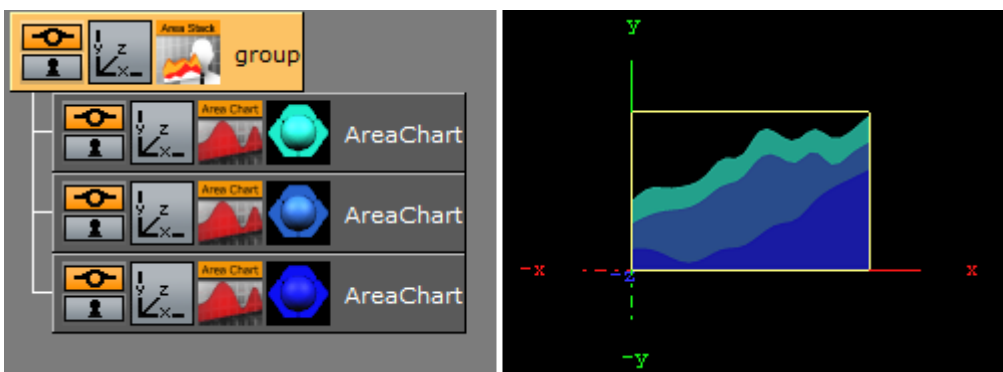 Area Stack
y
z
x
group
Area Chart
y
z
x
AreaChart
Area Chart
y
z
x
AreaChart
Area Chart
y
z
x
AreaChart
y
-x
-z
x
-y